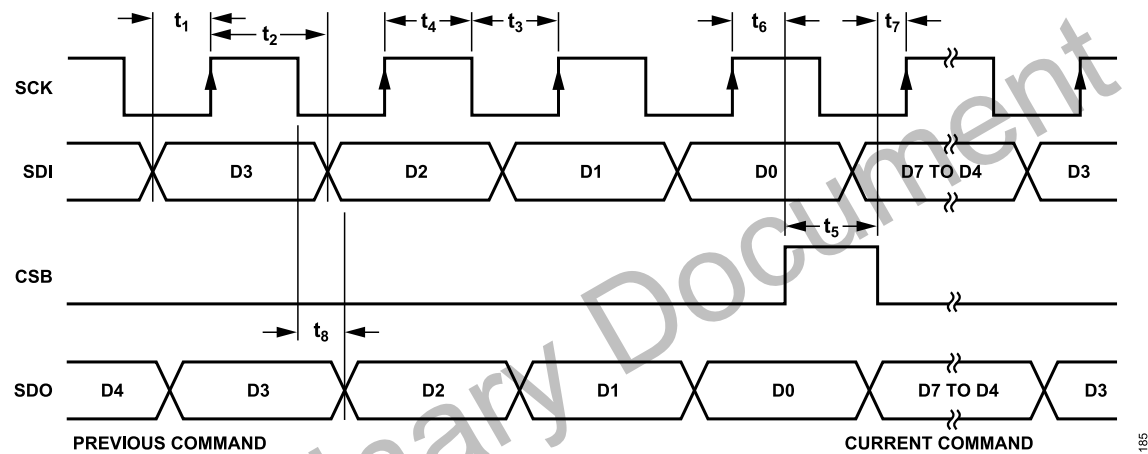 t1
t2
t4
t3
t6
t7
SCK
SDI
D3
D2
D1
D0
D7 TO D4
D3
t5
CSB
t8
SDO
D4
D3
D2
D1
D0
D7 TO D4
D3
PREVIOUS COMMAND
CURRENT COMMAND
185
Document